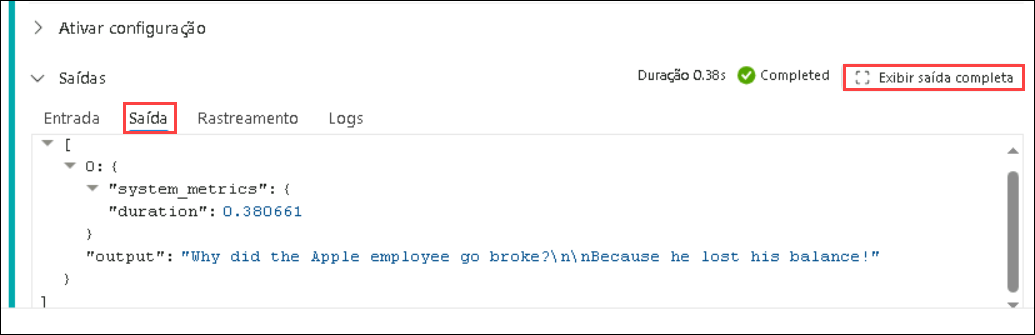 Ativar configuração
Saídas Duração 0.38s Completed Exibir saída completa
Entrada Saída Rastreamento Logs
[
0: {
"system_metrics": {
"duration": 0.380661
}
"output": "Why did the Apple employee go broke?\n\nBecause he lost his balance!"
}
]